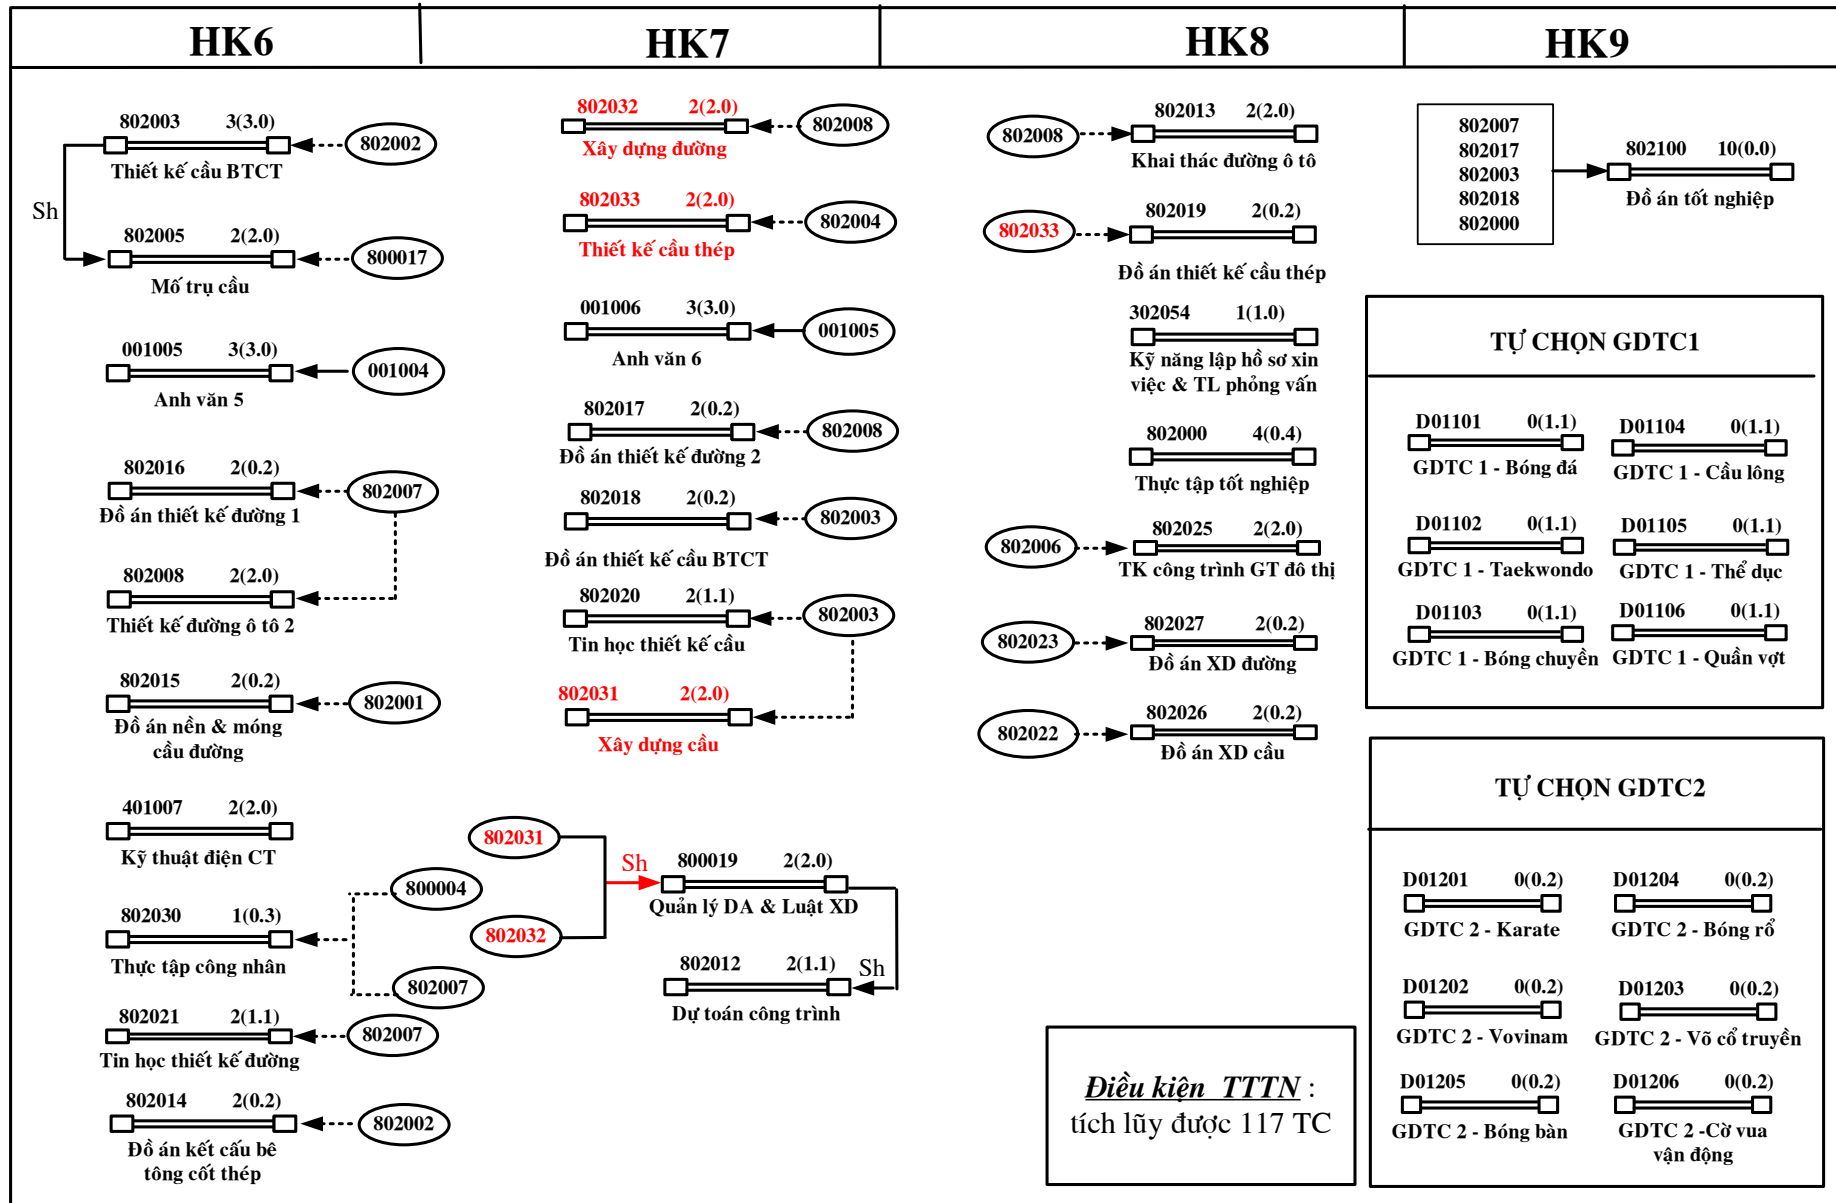 HK6
HK7
HK8
HK9
802003 3(3.0)
802002
Thiết kế cầu BTCT
Sh
802005 2(2.0)
800017
Mố trụ cầu
001005 3(3.0)
001004
Anh văn 5
802016 2(0.2)
802007
Đồ án thiết kế đường 1
802008 2(2.0)
Thiết kế đường ô tô 2
802015 2(0.2)
802001
Đồ án nền & móng
cầu đường
401007 2(2.0)
Kỹ thuật điện CT
800004
802030 1(0.3)
Thực tập công nhân
802007
802021 2(1.1)
802007
Tin học thiết kế đường
802014 2(0.2)
802002
Đồ án kết cấu bê
tông cốt thép
802032 2(2.0)
802008
Xây dựng đường
802033 2(2.0)
802004
Thiết kế cầu thép
001006 3(3.0)
001005
Anh văn 6
802017 2(0.2)
802008
Đồ án thiết kế đường 2
802018 2(0.2)
802003
Đồ án thiết kế cầu BTCT
802020 2(1.1)
802003
Tin học thiết kế cầu
802031 2(2.0)
Xây dựng cầu
802031
Sh
800019 2(2.0)
Quản lý DA & Luật XD
802032
802012 2(1.1)
Sh
Dự toán công trình
802013 2(2.0)
802008
Khai thác đường ô tô
802019 2(0.2)
802033
Đồ án thiết kế cầu thép
302054 1(1.0)
Kỹ năng lập hồ sơ xin
việc & TL phỏng vấn
802000 4(0.4)
Thực tập tốt nghiệp
802025 2(2.0)
802006
TK công trình GT đô thị
802027 2(0.2)
802023
Đồ án XD đường
802026 2(0.2)
802022
Đồ án XD cầu
Điều kiện TTTN :
tích lũy được 117 TC
802007
802017
802003
802018
802000
802100 10(0.0)
Đồ án tốt nghiệp
TỰ CHỌN GDTC1
D01101 0(1.1)
D01104 0(1.1)
GDTC 1 - Bóng đá
GDTC 1 - Cầu lông
D01102 0(1.1)
D01105 0(1.1)
GDTC 1 - Taekwondo
GDTC 1 - Thể dục
D01103 0(1.1)
D01106 0(1.1)
GDTC 1 - Bóng chuyền
GDTC 1 - Quần vợt
TỰ CHỌN GDTC2
D01201 0(0.2)
D01204 0(0.2)
GDTC 2 - Karate
GDTC 2 - Bóng rổ
D01202 0(0.2)
D01203 0(0.2)
GDTC 2 - Vovinam
GDTC 2 - Võ cổ truyền
D01205 0(0.2)
D01206 0(0.2)
GDTC 2 - Bóng bàn
GDTC 2 -Cờ vua
vận động